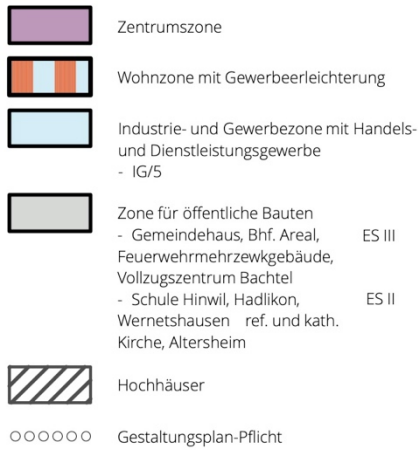 Zentrumszone
Wohnzone mit Gewerbeerleichterung
Industrie- und Gewerbezone mit Handels-
und Dienstleistungsgewerbe
- IG/5
Zone für öffentliche Bauten
- Gemeindehaus, Bhf. Areal, ES III
Feuerwehrmehrzewkgebäude,
Vollzugszentrum Bachtel
- Schule Hinwil, Hadlikon, ES II
Wernetshausen ref. und kath.
Kirche, Altersheim
Hochhäuser
Gestaltungsplan-Pflicht